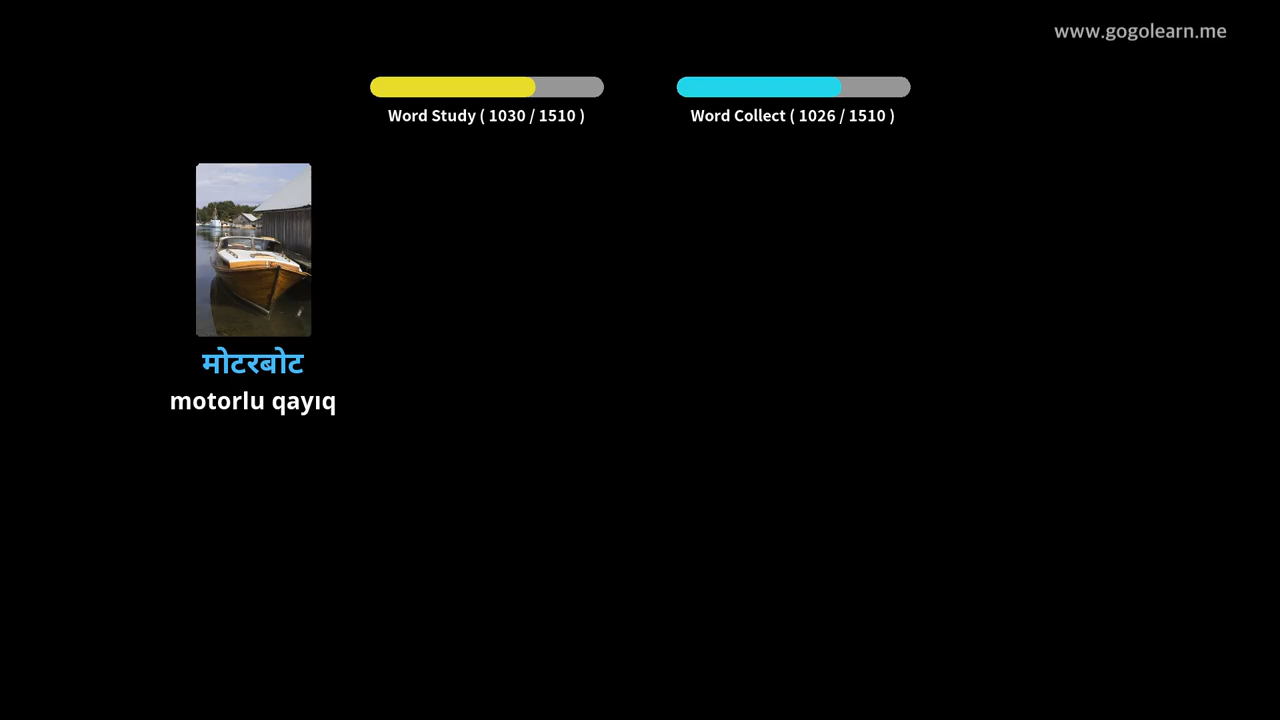 www.gogolearn.me
Word Study ( 1030 / 1510 )
Word Collect ( 1026 / 1510 )
मोटरबोट
motorlu qayıq